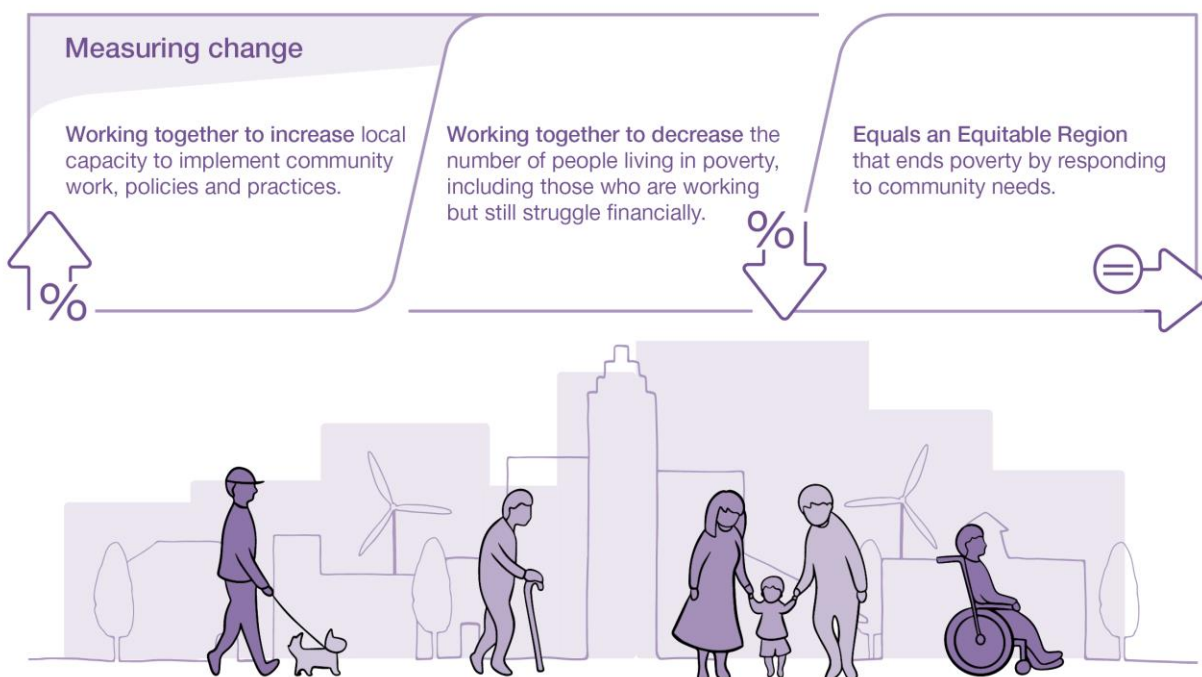 Measuring change
Working together to increase local
capacity to implement community
work, policies and practices.
%
Working together to decrease the
number of people living in poverty,
including those who are working
but still struggle financially.
%
Equals an Equitable Region
that ends poverty by responding
to community needs.
=